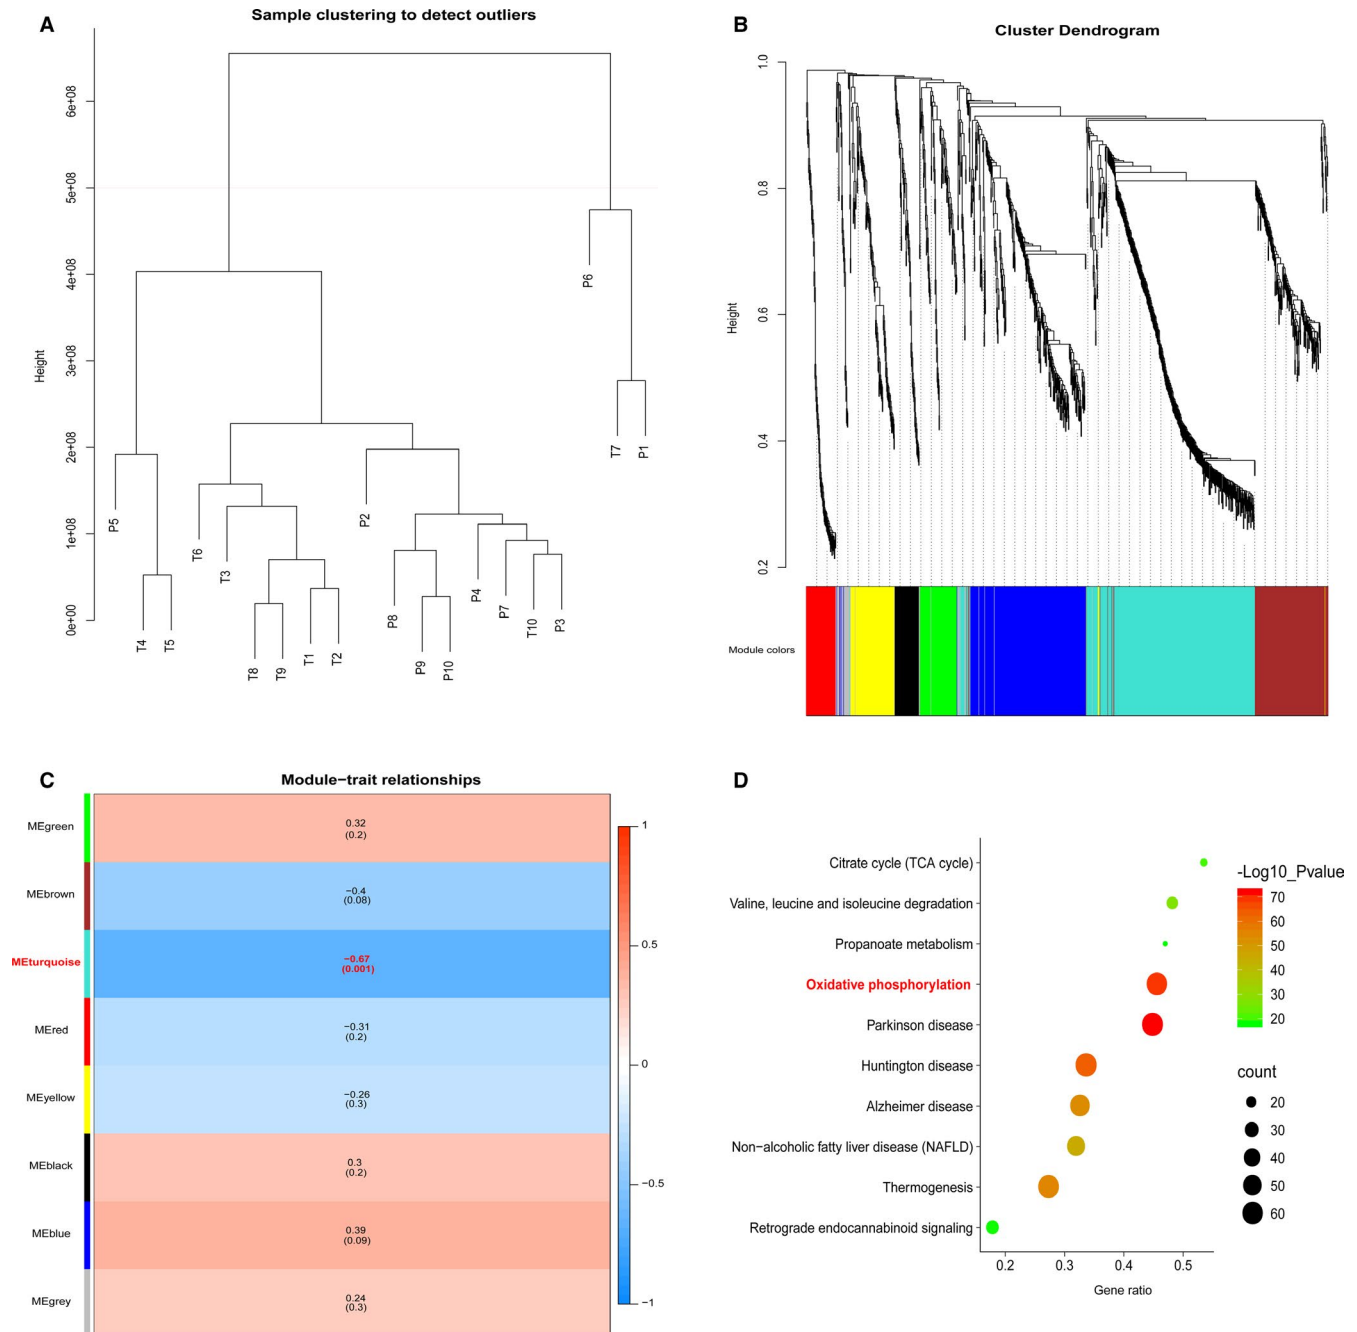 A
Sample clustering to detect outliers
Height
0e+00
1e+08
2e+08
3e+08
4e+08
5e+08
6e+08
P5
T4
T5
T6
T3
T8
T9
T1
T2
P2
P8
P9
P10
P4
P7
T10
P3
P6
T7
P1
B
Cluster Dendrogram
Height
1.0
0.8
0.6
0.4
0.2
Module colors
C
Module−trait relationships
MEgreen
0.32
(0.2)
MEbrown
−0.4
(0.08)
MEturquoise
−0.67
(0.001)
MEred
−0.31
(0.2)
MEyellow
−0.26
(0.3)
MEblack
0.3
(0.2)
MEblue
0.39
(0.09)
MEgrey
0.24
(0.3)
1
0.5
0
−0.5
−1
D
Citrate cycle (TCA cycle)
Valine, leucine and isoleucine degradation
Propanoate metabolism
Oxidative phosphorylation
Parkinson disease
Huntington disease
Alzheimer disease
Non−alcoholic fatty liver disease (NAFLD)
Thermogenesis
Retrograde endocannabinoid signaling
0.2 0.3 0.4 0.5
Gene ratio
-Log10_Pvalue
70
60
50
40
30
20
count
20
30
40
50
60